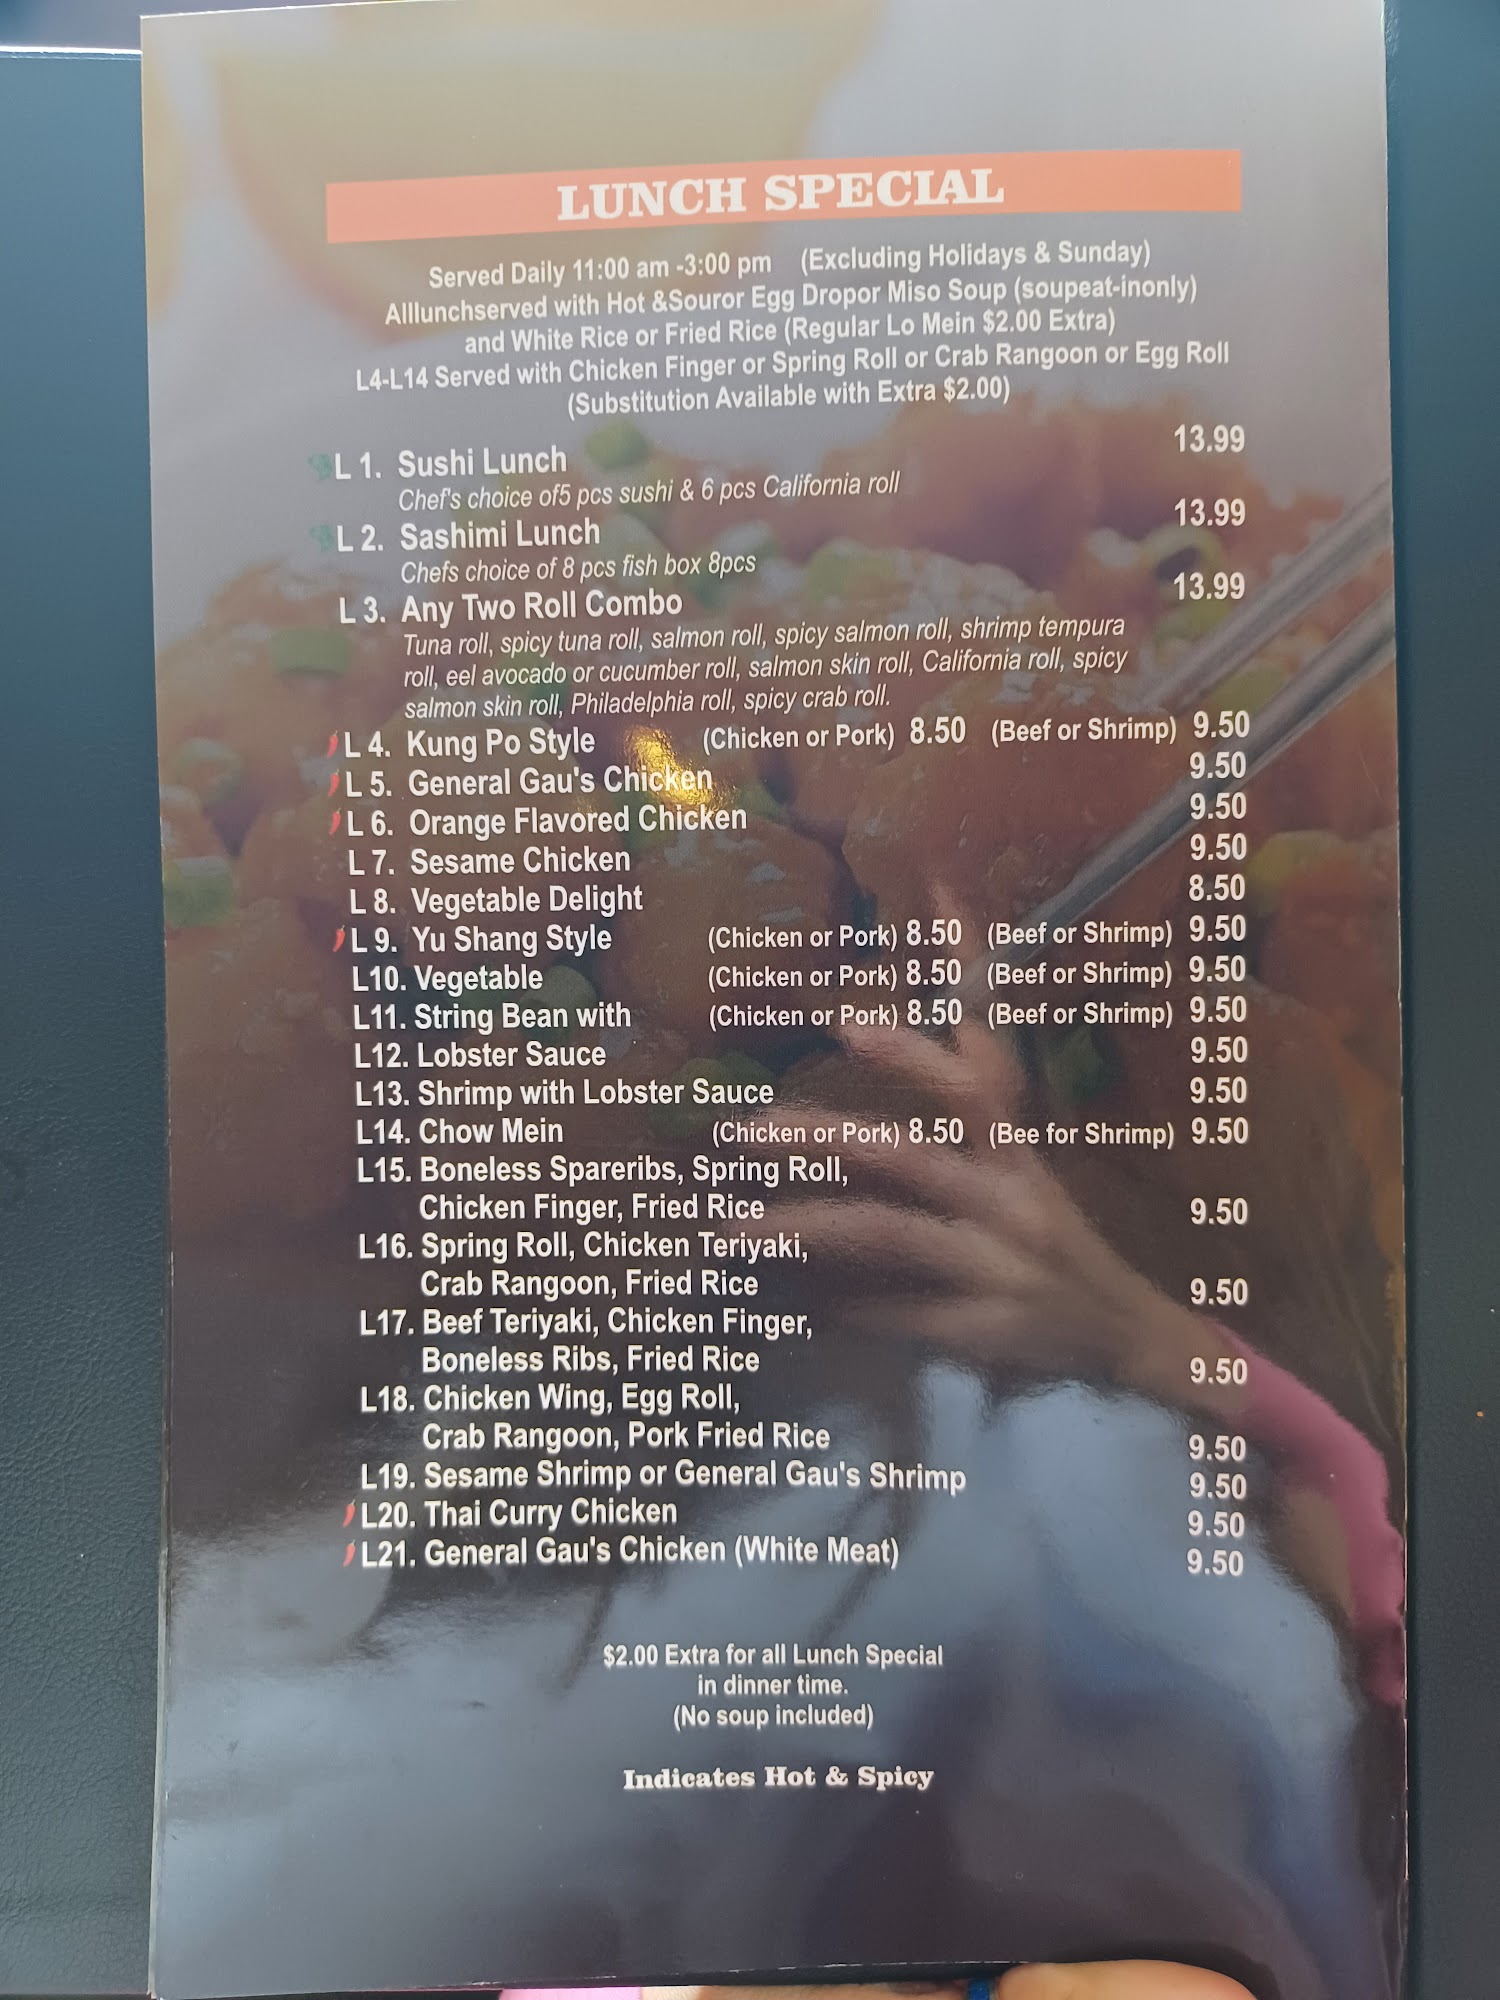 LUNCH SPECIAL
Served Daily 11:00 am -3:00 pm (Excluding Holidays & Sunday)
Alllunchserved with Hot &Souror Egg Dropor Miso Soup (soupeat-inonly)
and White Rice or Fried Rice (Regular Lo Mein $2.00 Extra)
L4-L14 Served with Chicken Finger or Spring Roll or Crab Rangoon or Egg Roll
(Substitution Available with Extra $2.00)
L 1. Sushi Lunch 13.99
Chef's choice of5 pcs sushi & 6 pcs California roll
L 2. Sashimi Lunch 13.99
Chefs choice of 8 pcs fish box 8pcs
L 3. Any Two Roll Combo 13.99
Tuna roll, spicy tuna roll, salmon roll, spicy salmon roll, shrimp tempura
roll, eel avocado or cucumber roll, salmon skin roll, California roll, spicy
salmon skin roll, Philadelphia roll, spicy crab roll.
L 4. Kung Po Style (Chicken or Pork) 8.50 (Beef or Shrimp) 9.50
L 5. General Gau's Chicken 9.50
L 6. Orange Flavored Chicken 9.50
L 7. Sesame Chicken 9.50
L 8. Vegetable Delight 8.50
L 9. Yu Shang Style (Chicken or Pork) 8.50 (Beef or Shrimp) 9.50
L10. Vegetable (Chicken or Pork) 8.50 (Beef or Shrimp) 9.50
L11. String Bean with (Chicken or Pork) 8.50 (Beef or Shrimp) 9.50
L12. Lobster Sauce 9.50
L13. Shrimp with Lobster Sauce 9.50
L14. Chow Mein (Chicken or Pork) 8.50 (Bee for Shrimp) 9.50
L15. Boneless Spareribs, Spring Roll,
Chicken Finger, Fried Rice 9.50
L16. Spring Roll, Chicken Teriyaki,
Crab Rangoon, Fried Rice 9.50
L17. Beef Teriyaki, Chicken Finger,
Boneless Ribs, Fried Rice 9.50
L18. Chicken Wing, Egg Roll,
Crab Rangoon, Pork Fried Rice 9.50
L19. Sesame Shrimp or General Gau's Shrimp 9.50
L20. Thai Curry Chicken 9.50
L21. General Gau's Chicken (White Meat) 9.50
$2.00 Extra for all Lunch Special
in dinner time.
(No soup included)
Indicates Hot & Spicy